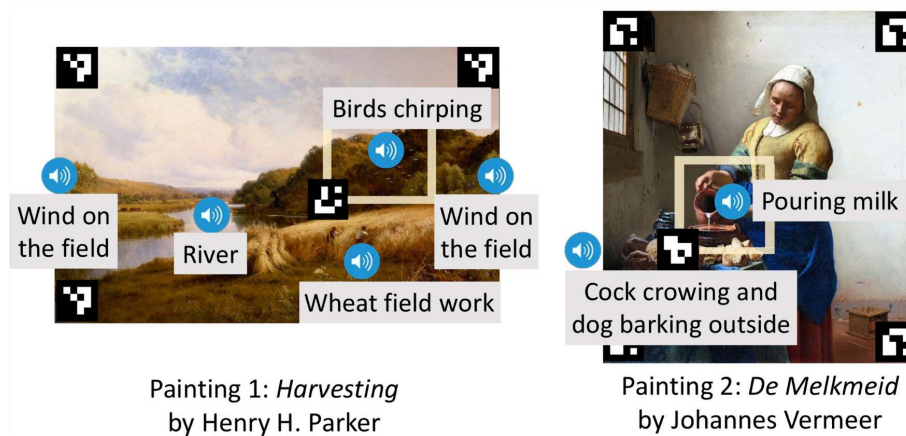 Birds chirping
Wind on
the field
River
Wind on
the field
Wheat field work
Painting 1: Harvesting
by Henry H. Parker
Pouring milk
Cock crowing and
dog barking outside
Painting 2: De Melkmeid
by Johannes Vermeer